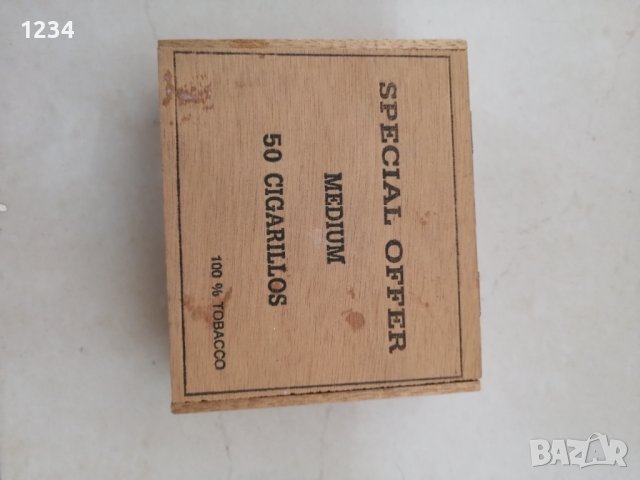 1234
SPECIAL OFFER
MEDIUM
50 CIGARILLOS
100 % TOBACCO
BAZAR